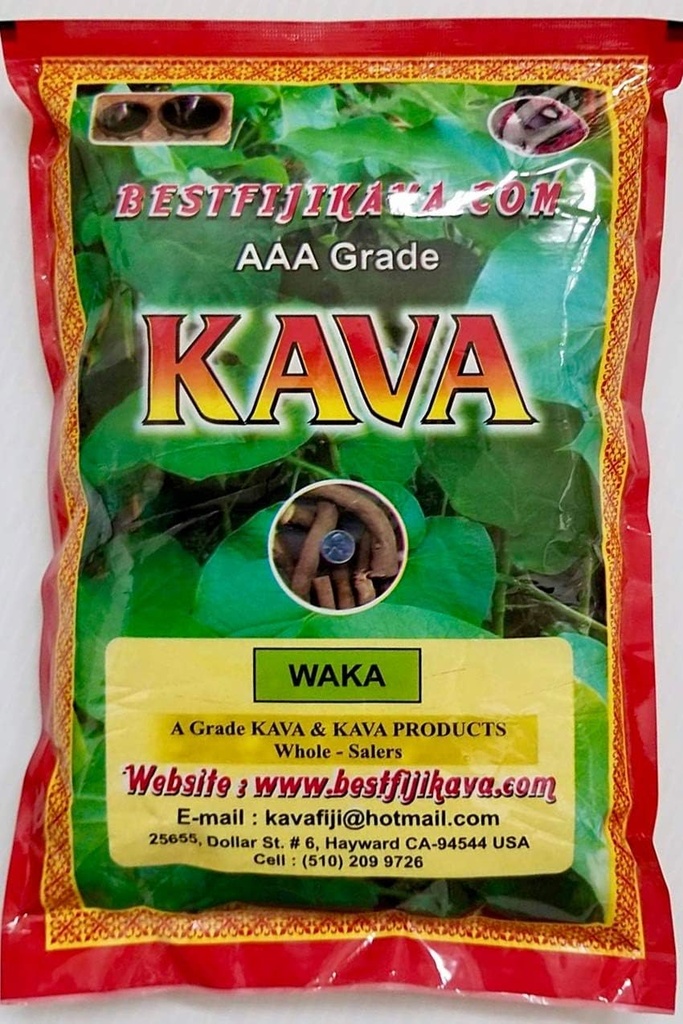 BESTFIJIKAVA.COM
AAA Grade
KAVA
WAKA
A Grade KAVA & KAVA PRODUCTS
Whole - Salers
Website : www.bestfijikava.com
E-mail : kavafiji@hotmail.com
25655, Dollar St. # 6, Hayward CA-94544 USA
Cell : (510) 209 9726